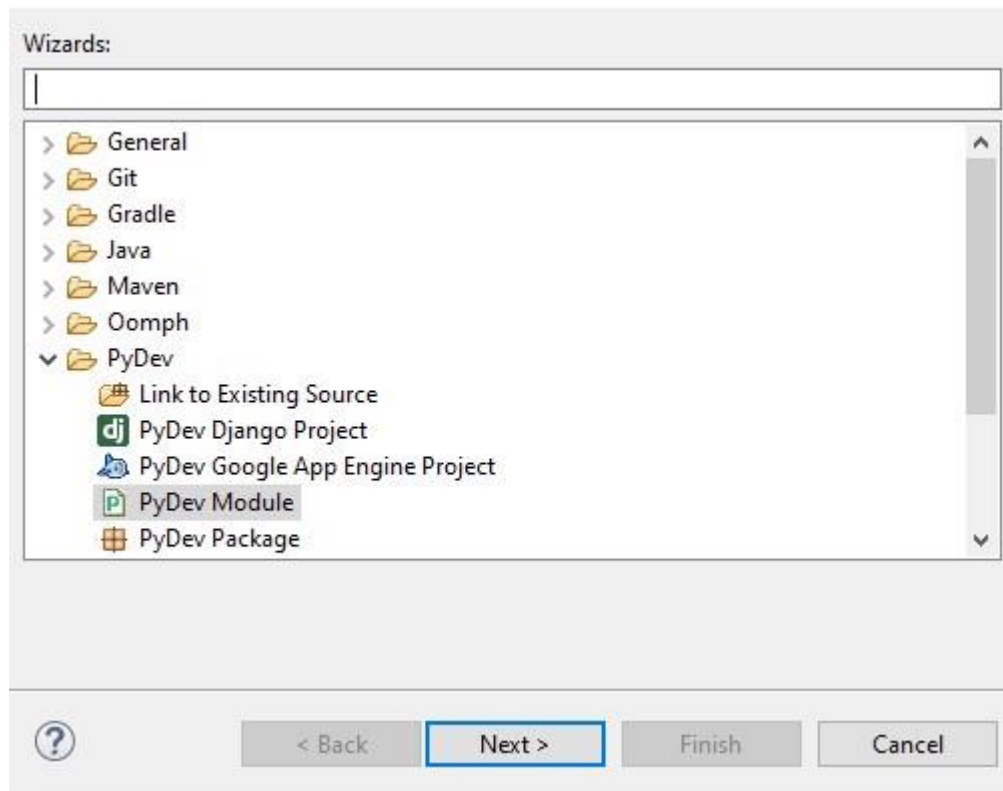 Wizards:
General
Git
Gradle
Java
Maven
Oomph
PyDev
Link to Existing Source
dj PyDev Django Project
PyDev Google App Engine Project
P PyDev Module
PyDev Package
? < Back Next > Finish Cancel